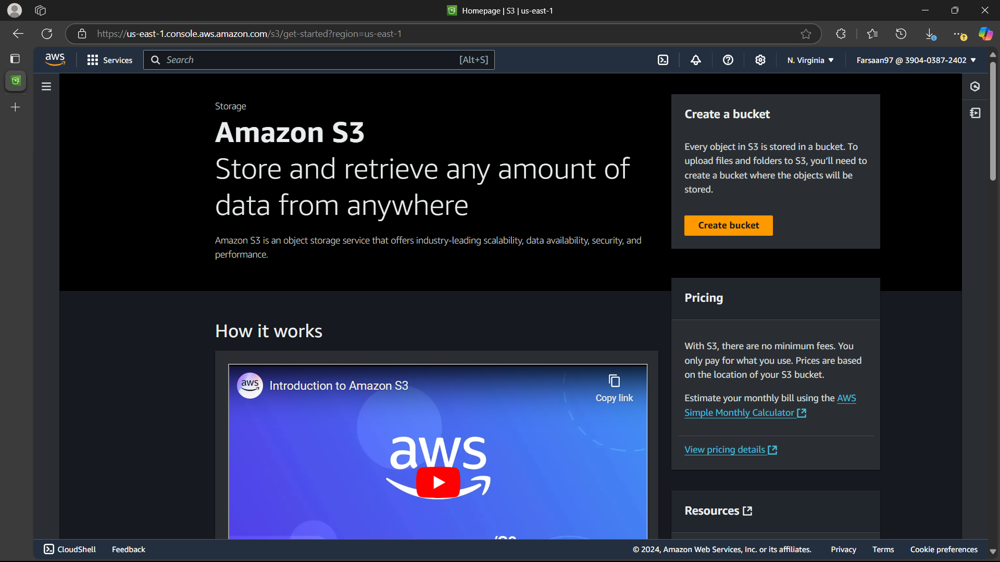 Homepage | S3 | us-east-1
https://us-east-1.console.aws.amazon.com/s3/get-started?region=us-east-1
aws
Services
Search
[Alt+S]
N. Virginia
Farsaan97 @ 3904-0387-2402
Storage
Amazon S3
Store and retrieve any amount of
data from anywhere
Amazon S3 is an object storage service that offers industry-leading scalability, data availability, security, and
performance.
Create a bucket
Every object in S3 is stored in a bucket. To
upload files and folders to S3, you’ll need to
create a bucket where the objects will be
stored.
Create bucket
Pricing
With S3, there are no minimum fees. You
only pay for what you use. Prices are based
on the location of your S3 bucket.
Estimate your monthly bill using the AWS
Simple Monthly Calculator
View pricing details
Resources
How it works
aws
Introduction to Amazon S3
Copy link
aws
CloudShell
Feedback
© 2024, Amazon Web Services, Inc. or its affiliates.
Privacy
Terms
Cookie preferences